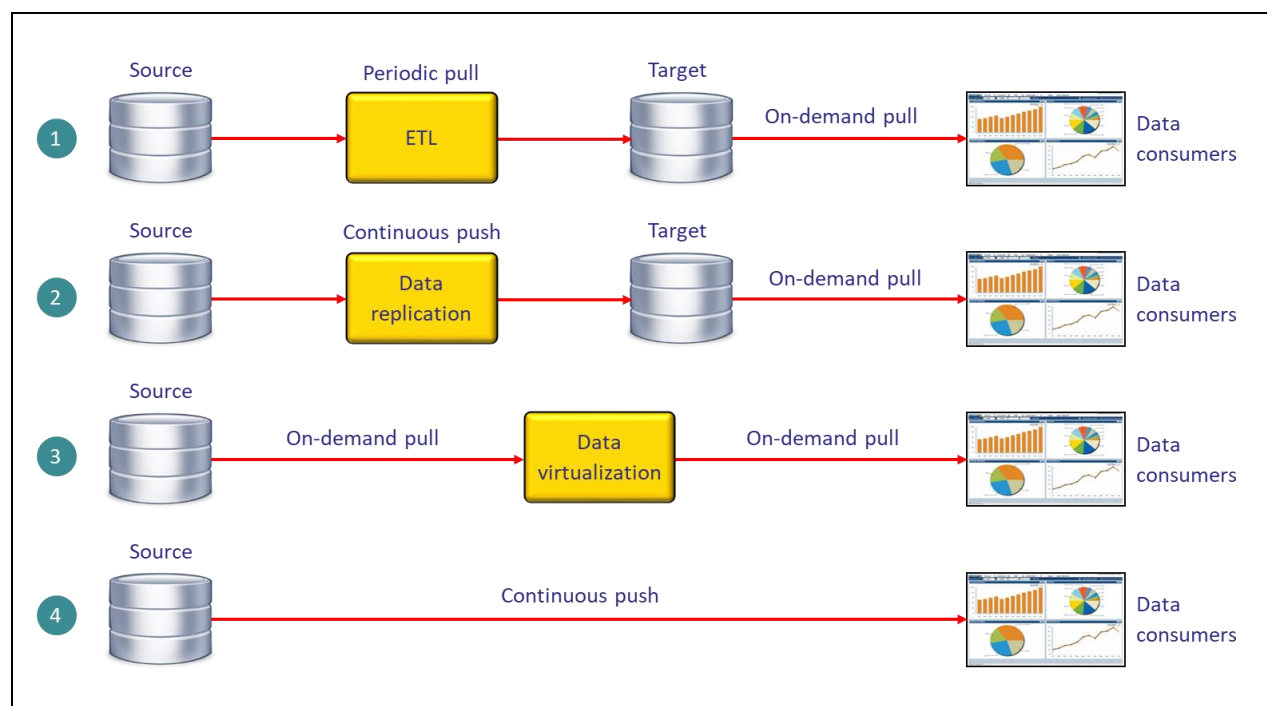 Source
Periodic pull
Target
1
ETL
On-demand pull
Data
consumers
Source
Continuous push
Target
2
Data
replication
On-demand pull
Data
consumers
Source
3
On-demand pull
Data
virtualization
On-demand pull
Data
consumers
Source
4
Continuous push
Data
consumers